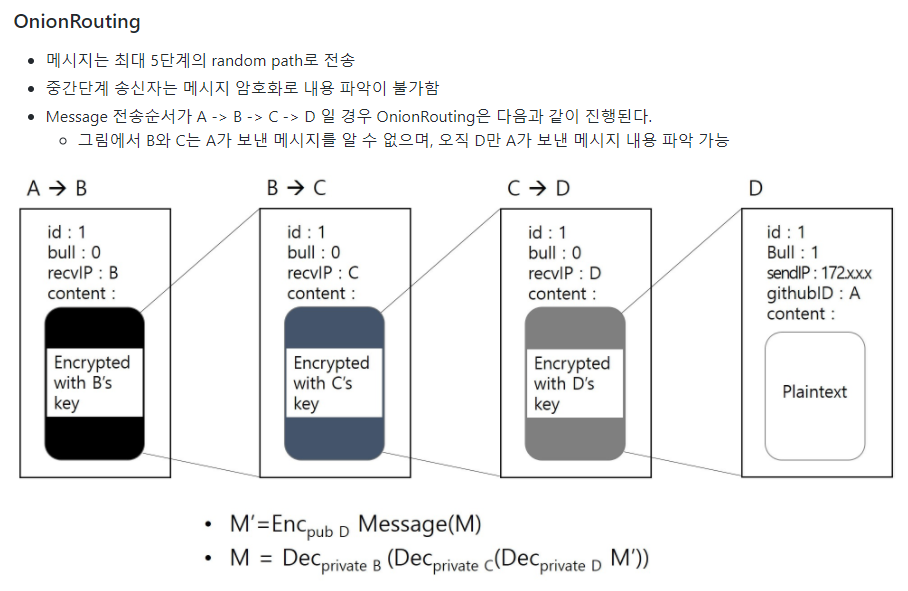 OnionRouting
메시지는 최대 5단계의 random path로 전송
중간단계 송신자는 메시지 암호화로 내용 파악이 불가함
Message 전송순서가 A -> B -> C -> D 일 경우 OnionRouting은 다음과 같이 진행된다.
그림에서 B와 C는 A가 보낸 메시지를 알 수 없으며, 오직 D만 A가 보낸 메시지 내용 파악 가능
A → B
id : 1
bull : 0
recvIP : B
content :
Encrypted
with B's
key
B → C
id : 1
bull : 0
recvIP : C
content :
Encrypted
with C's
key
C → D
id : 1
bull : 0
recvIP : D
content :
Encrypted
with D's
key
D
id : 1
Bull : 1
sendIP : 172.xxx
githubID : A
content :
Plaintext
• M'=Enc pub D Message(M)
• M = Dec private B (Dec private C(Dec private D M'))